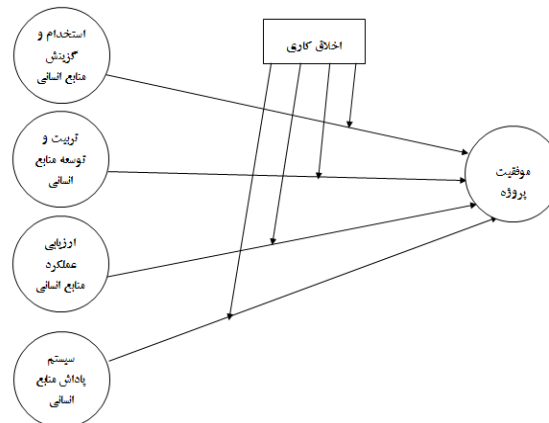 استخدام و
گزینش
منابع انسانی
اخلاق کاری
تربیت و
توسعه منابع
انسانی
موفقیت
پروژه
ارزیابی
عملکرد
منابع انسانی
سیستم
پاداش منابع
انسانی